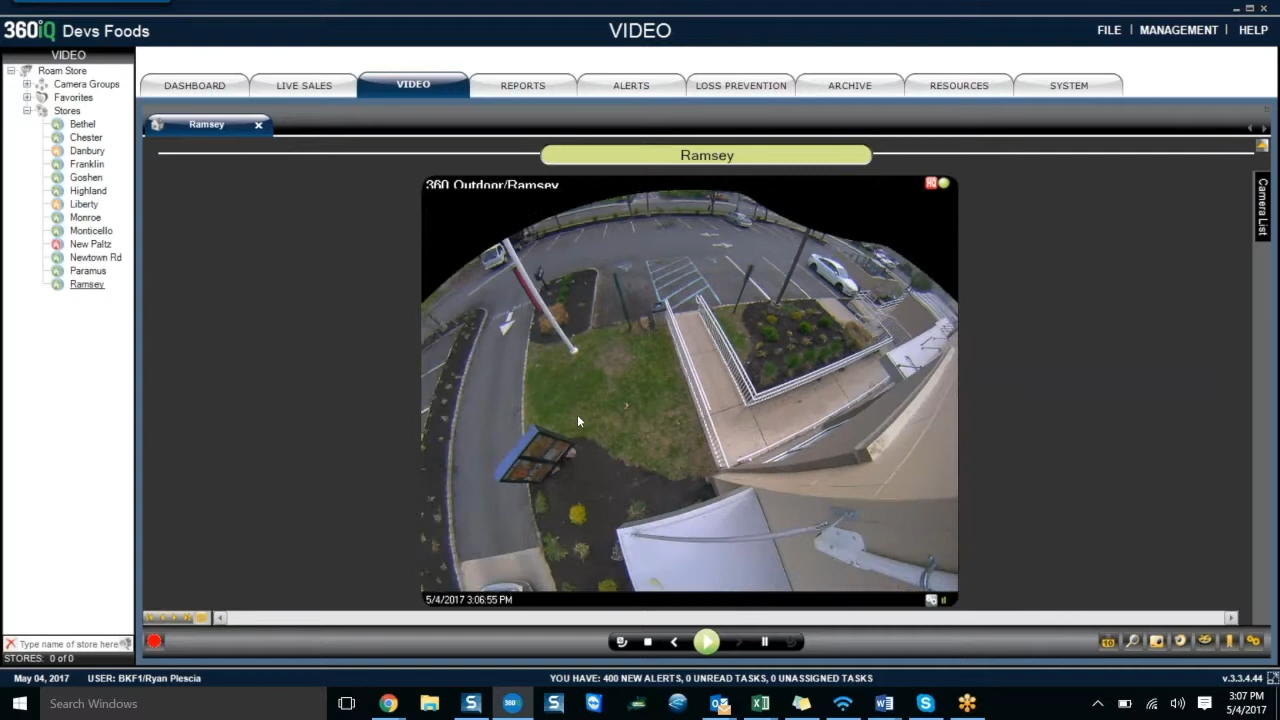 360iQ Devs Foods
VIDEO
FILE | MANAGEMENT | HELP
VIDEO
Roam Store
Camera Groups
Favorites
Stores
Bethel
Chester
Danbury
Franklin
Goshen
Highland
Liberty
Monroe
Monticello
New Paltz
Newtown Rd
Paramus
Ramsey
DASHBOARD
LIVE SALES
VIDEO
REPORTS
ALERTS
LOSS PREVENTION
ARCHIVE
RESOURCES
SYSTEM
Ramsey
Ramsey
360 Outdoor/Ramsey
HQ
Camera List
5/4/2017 3:06:55 PM
Type name of store here
STORES: 0 of 0
10
May 04, 2017 USER: BKF1/Ryan Plescia
YOU HAVE: 400 NEW ALERTS, 0 UNREAD TASKS, 0 UNASSIGNED TASKS
v.3.3.4.44
Search Windows
360
3:07 PM
5/4/2017